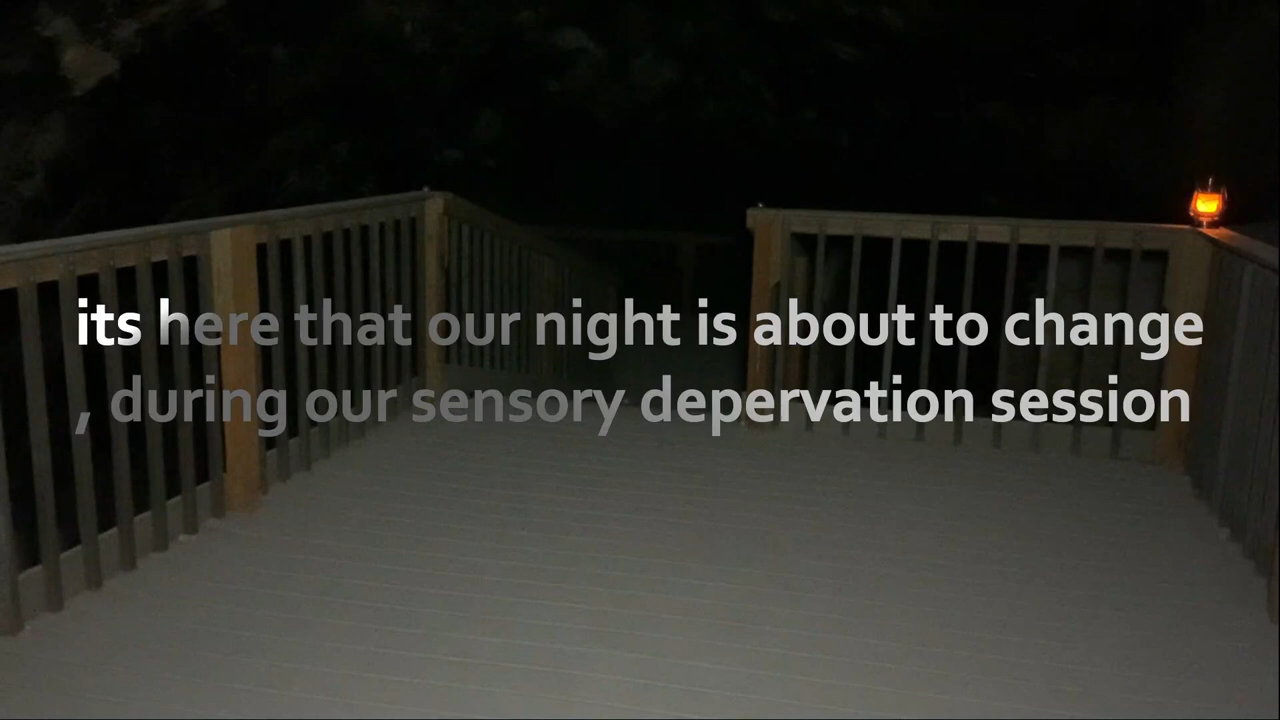 its here that our night is about to change
, during our sensory depervation session